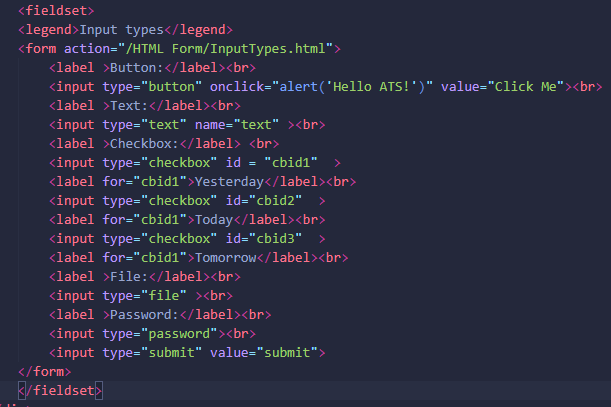 <fieldset>
<legend>Input types</legend>
<form action="/HTML Form/InputTypes.html">
<label >Button:</label><br>
<input type="button" onclick="alert('Hello ATS!')" value="Click Me"><br>
<label >Text:</label><br>
<input type="text" name="text" ><br>
<label >Checkbox:</label> <br>
<input type="checkbox" id = "cbid1"  >
<label for="cbid1">Yesterday</label><br>
<input type="checkbox" id="cbid2"  >
<label for="cbid1">Today</label><br>
<input type="checkbox" id="cbid3"  >
<label for="cbid1">Tomorrow</label><br>
<label >File:</label><br>
<input type="file" ><br>
<label >Password:</label><br>
<input type="password"><br>
<input type="submit" value="submit">
</form>
</fieldset>